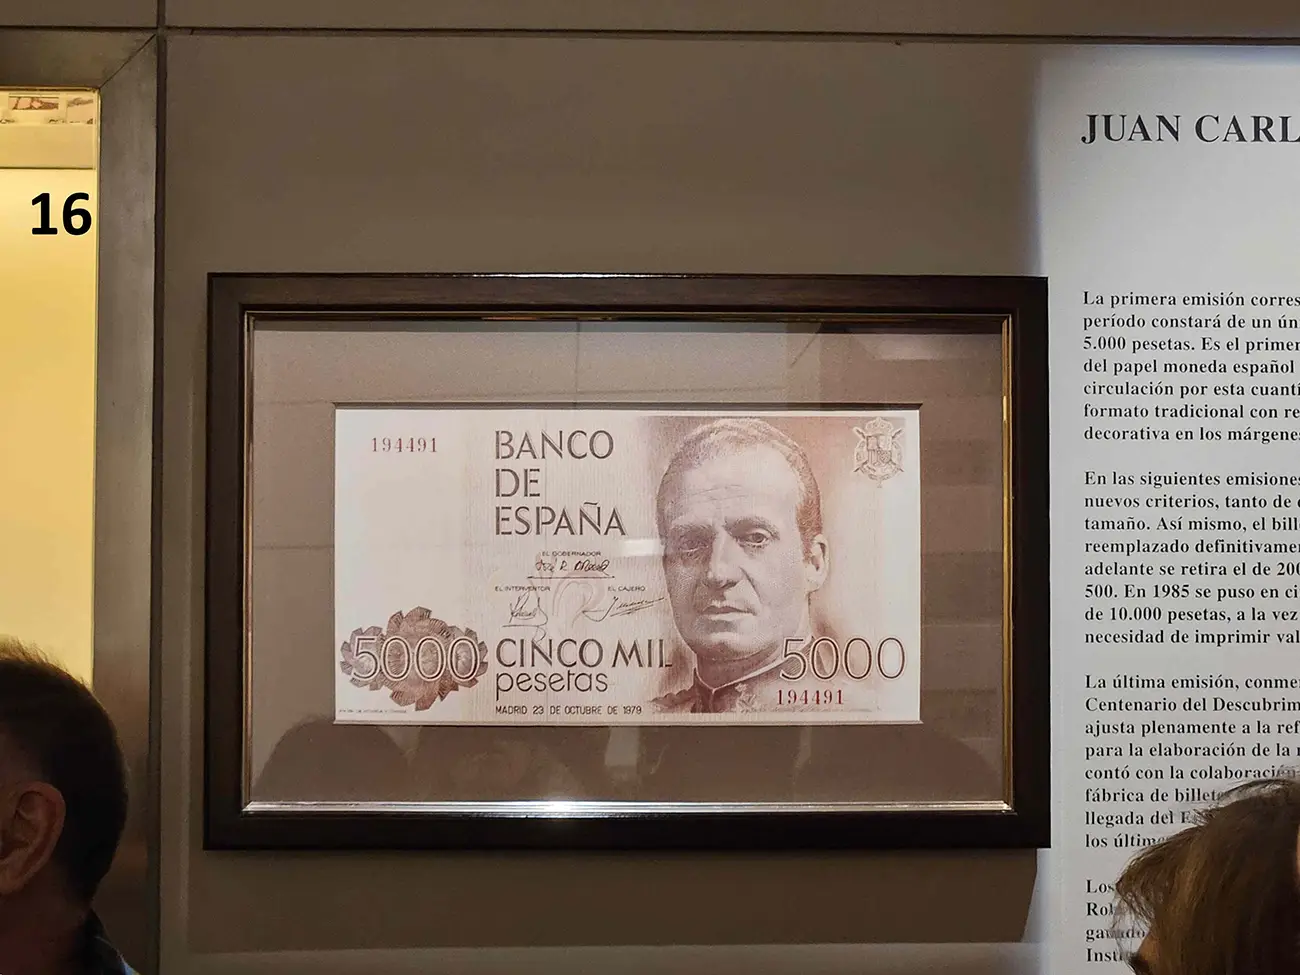 16
194491
BANCO
DE
ESPAÑA
EL GOBERNADOR
EL INTERVENTOR EL CAJERO
5000
CINCO MIL
pesetas
5000
194491
MADRID 23 DE OCTUBRE DE 1979
JUAN CARL
La primera emisión corres
período constará de un ún
5.000 pesetas. Es el primer
del papel moneda español
circulación por esta cuantí
formato tradicional con re
decorativa en los márgenes
En las siguientes emisiones
nuevos criterios, tanto de
tamaño. Así mismo, el bill
reemplazado definitivamen
adelante se retira el de 200
500. En 1985 se puso en ci
de 10.000 pesetas, a la vez
necesidad de imprimir val
La última emisión, conme
Centenario del Descubrim
ajusta plenamente a la ref
para la elaboración de la
contó con la colaboración
fábrica de billetes
llegada del
los últim
Los